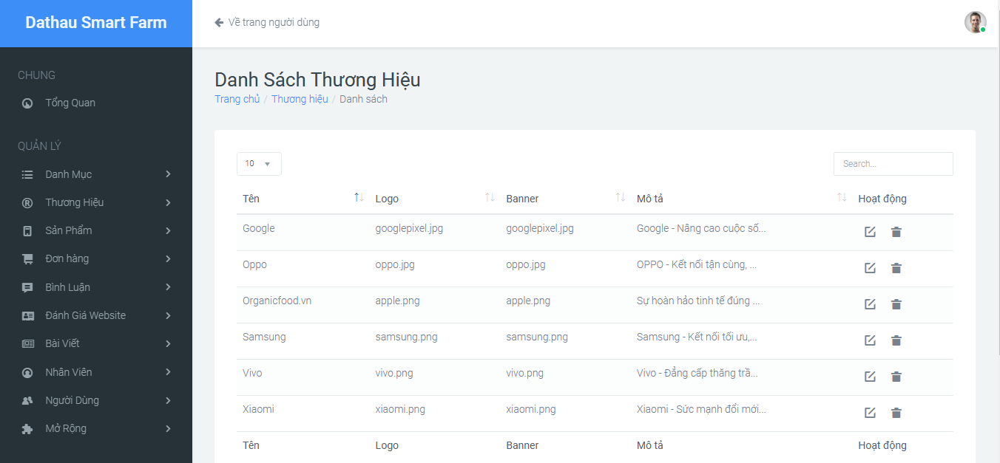 Dathau Smart Farm
Về trang người dùng
CHUNG
Tổng Quan
QUẢN LÝ
Danh Mục
Thương Hiệu
Sản Phẩm
Đơn hàng
Bình Luận
Đánh Giá Website
Bài Viết
Nhân Viên
Người Dùng
Mở Rộng
Danh Sách Thương Hiệu
Trang chủ / Thương hiệu / Danh sách
10 Search...
Tên Logo Banner Mô tả Hoạt động
Google googlepixel.jpg googlepixel.jpg Google - Nâng cao cuộc số...
Oppo oppo.jpg oppo.jpg OPPO - Kết nối tận cùng, ...
Organicfood.vn apple.png apple.png Sự hoàn hảo tinh tế đúng ...
Samsung samsung.png samsung.png Samsung - Kết nối tối ưu,...
Vivo vivo.png vivo.png Vivo - Đẳng cấp thăng trầ...
Xiaomi xiaomi.png xiaomi.png Xiaomi - Sức mạnh đổi mới...
Tên Logo Banner Mô tả Hoạt động